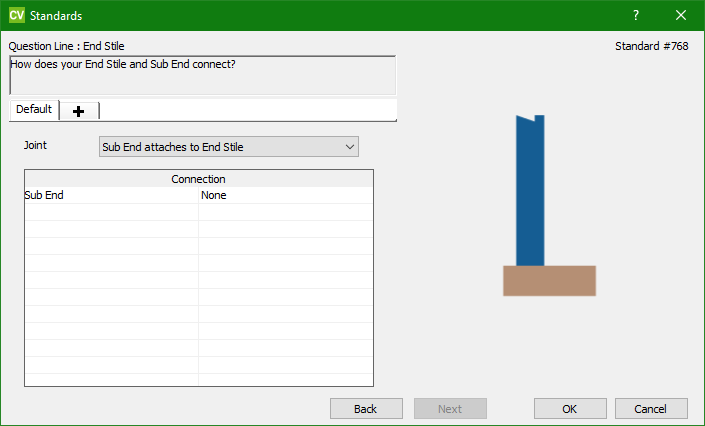 CV Standards
Question Line : End Stile
Standard #768
How does your End Stile and Sub End connect?
Default
Joint
Sub End attaches to End Stile
Connection
Sub End None
Back
Next
OK
Cancel